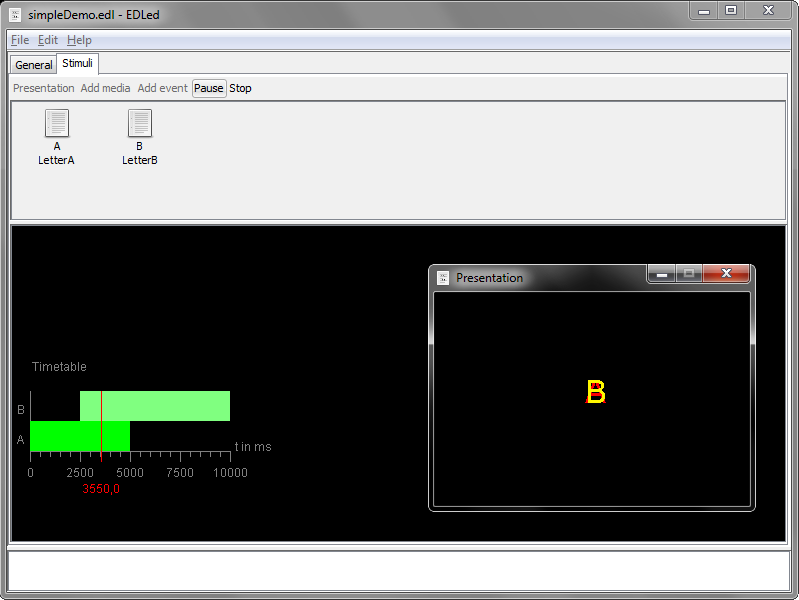 simpleDemo.edl - EDLed
File Edit Help
General Stimuli
Presentation Add media Add event Pause Stop
A B
LetterA LetterB
Presentation
B
Timetable
B
A
t in ms
0 2500 5000 7500 10000
3550,0